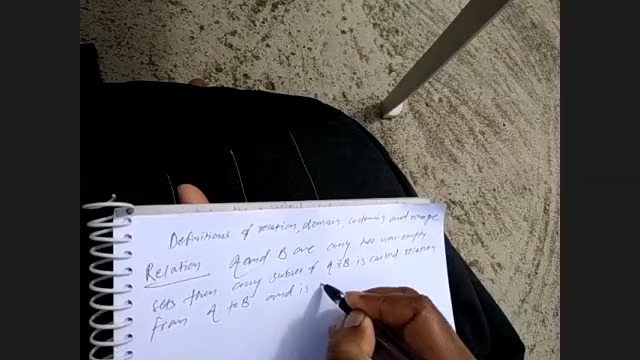 Definitions of relation, domain, codomain and range
Relation A and B are any two non-empty
sets then any subset of A×B is called relation
from A to B and is